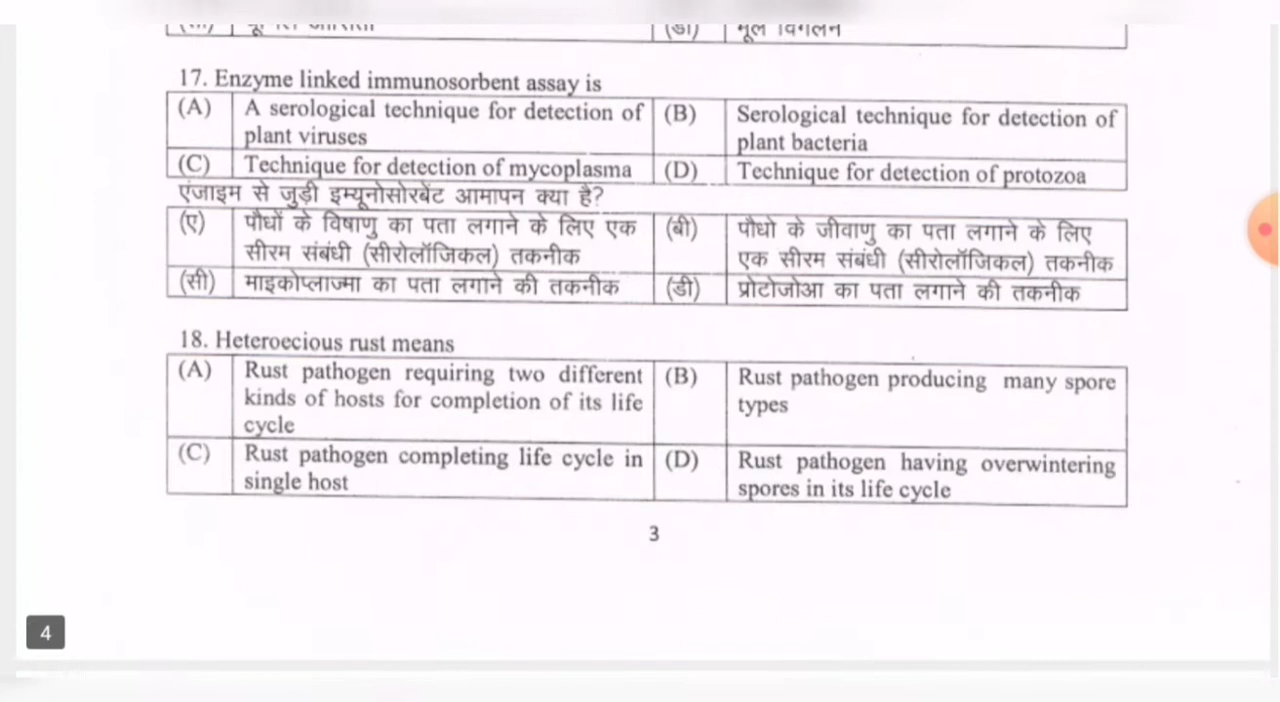 (डी) मूल विगलन
17. Enzyme linked immunosorbent assay is
(A) A serological technique for detection of (B) Serological technique for detection of
plant viruses plant bacteria
(C) Technique for detection of mycoplasma (D) Technique for detection of protozoa
एंजाइम से जुड़ी इम्यूनोसोरबेंट आमापन क्या है?
(ए) पौधों के विषाणु का पता लगाने के लिए एक (बी) पौधो के जीवाणु का पता लगाने के लिए
सीरम संबंधी (सीरोलॉजिकल) तकनीक एक सीरम संबंधी (सीरोलॉजिकल) तकनीक
(सी) माइकोप्लाज्मा का पता लगाने की तकनीक (डी) प्रोटोजोआ का पता लगाने की तकनीक
18. Heteroecious rust means
(A) Rust pathogen requiring two different (B) Rust pathogen producing many spore
kinds of hosts for completion of its life types
cycle
(C) Rust pathogen completing life cycle in (D) Rust pathogen having overwintering
single host spores in its life cycle
3
4